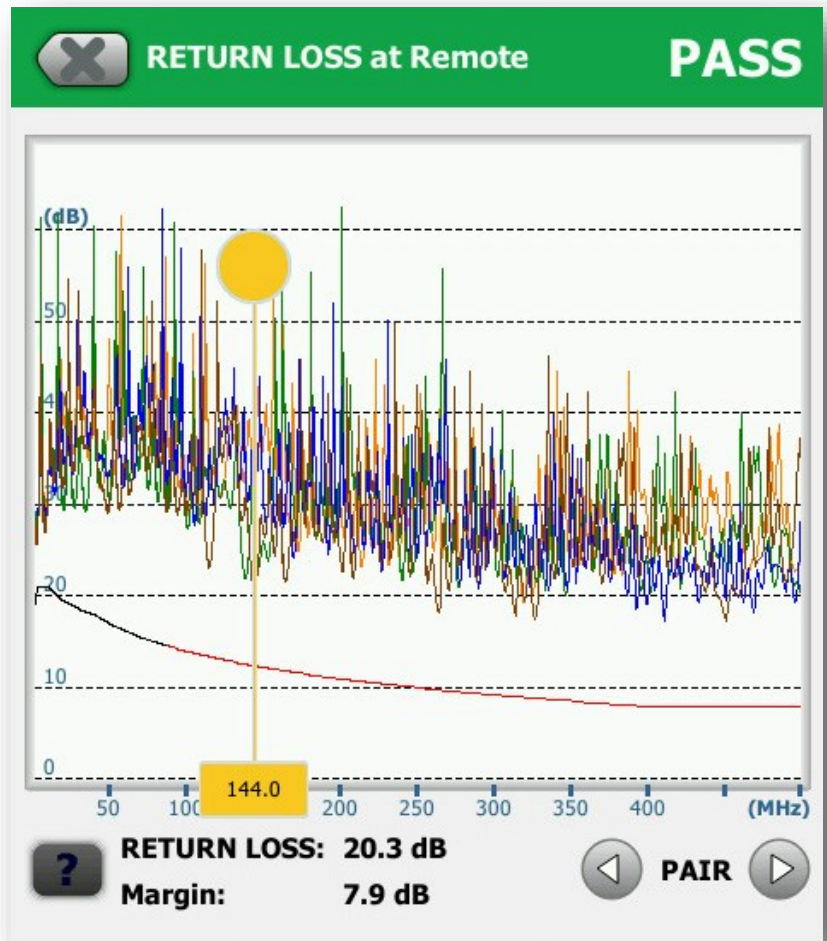 RETURN LOSS at Remote PASS
(dB)
50
20
10
0
144.0
50 200 250 300 350 400 (MHz)
RETURN LOSS: 20.3 dB
? PAIR
Margin: 7.9 dB